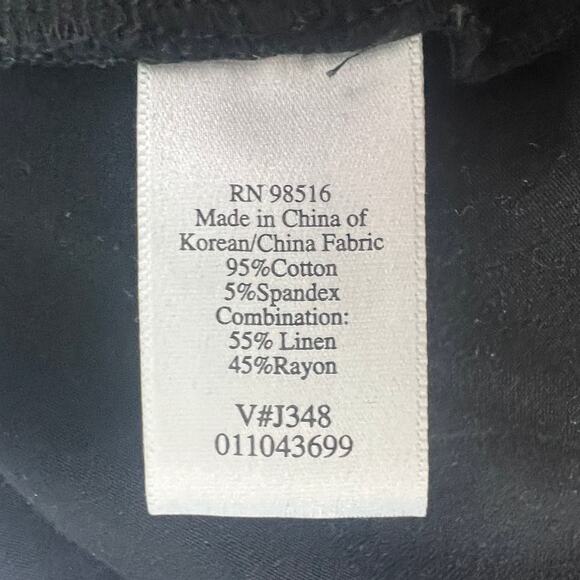 RN 98516
Made in China of
Korean/China Fabric
95%Cotton
5%Spandex
Combination:
55% Linen
45%Rayon
V#J348
011043699